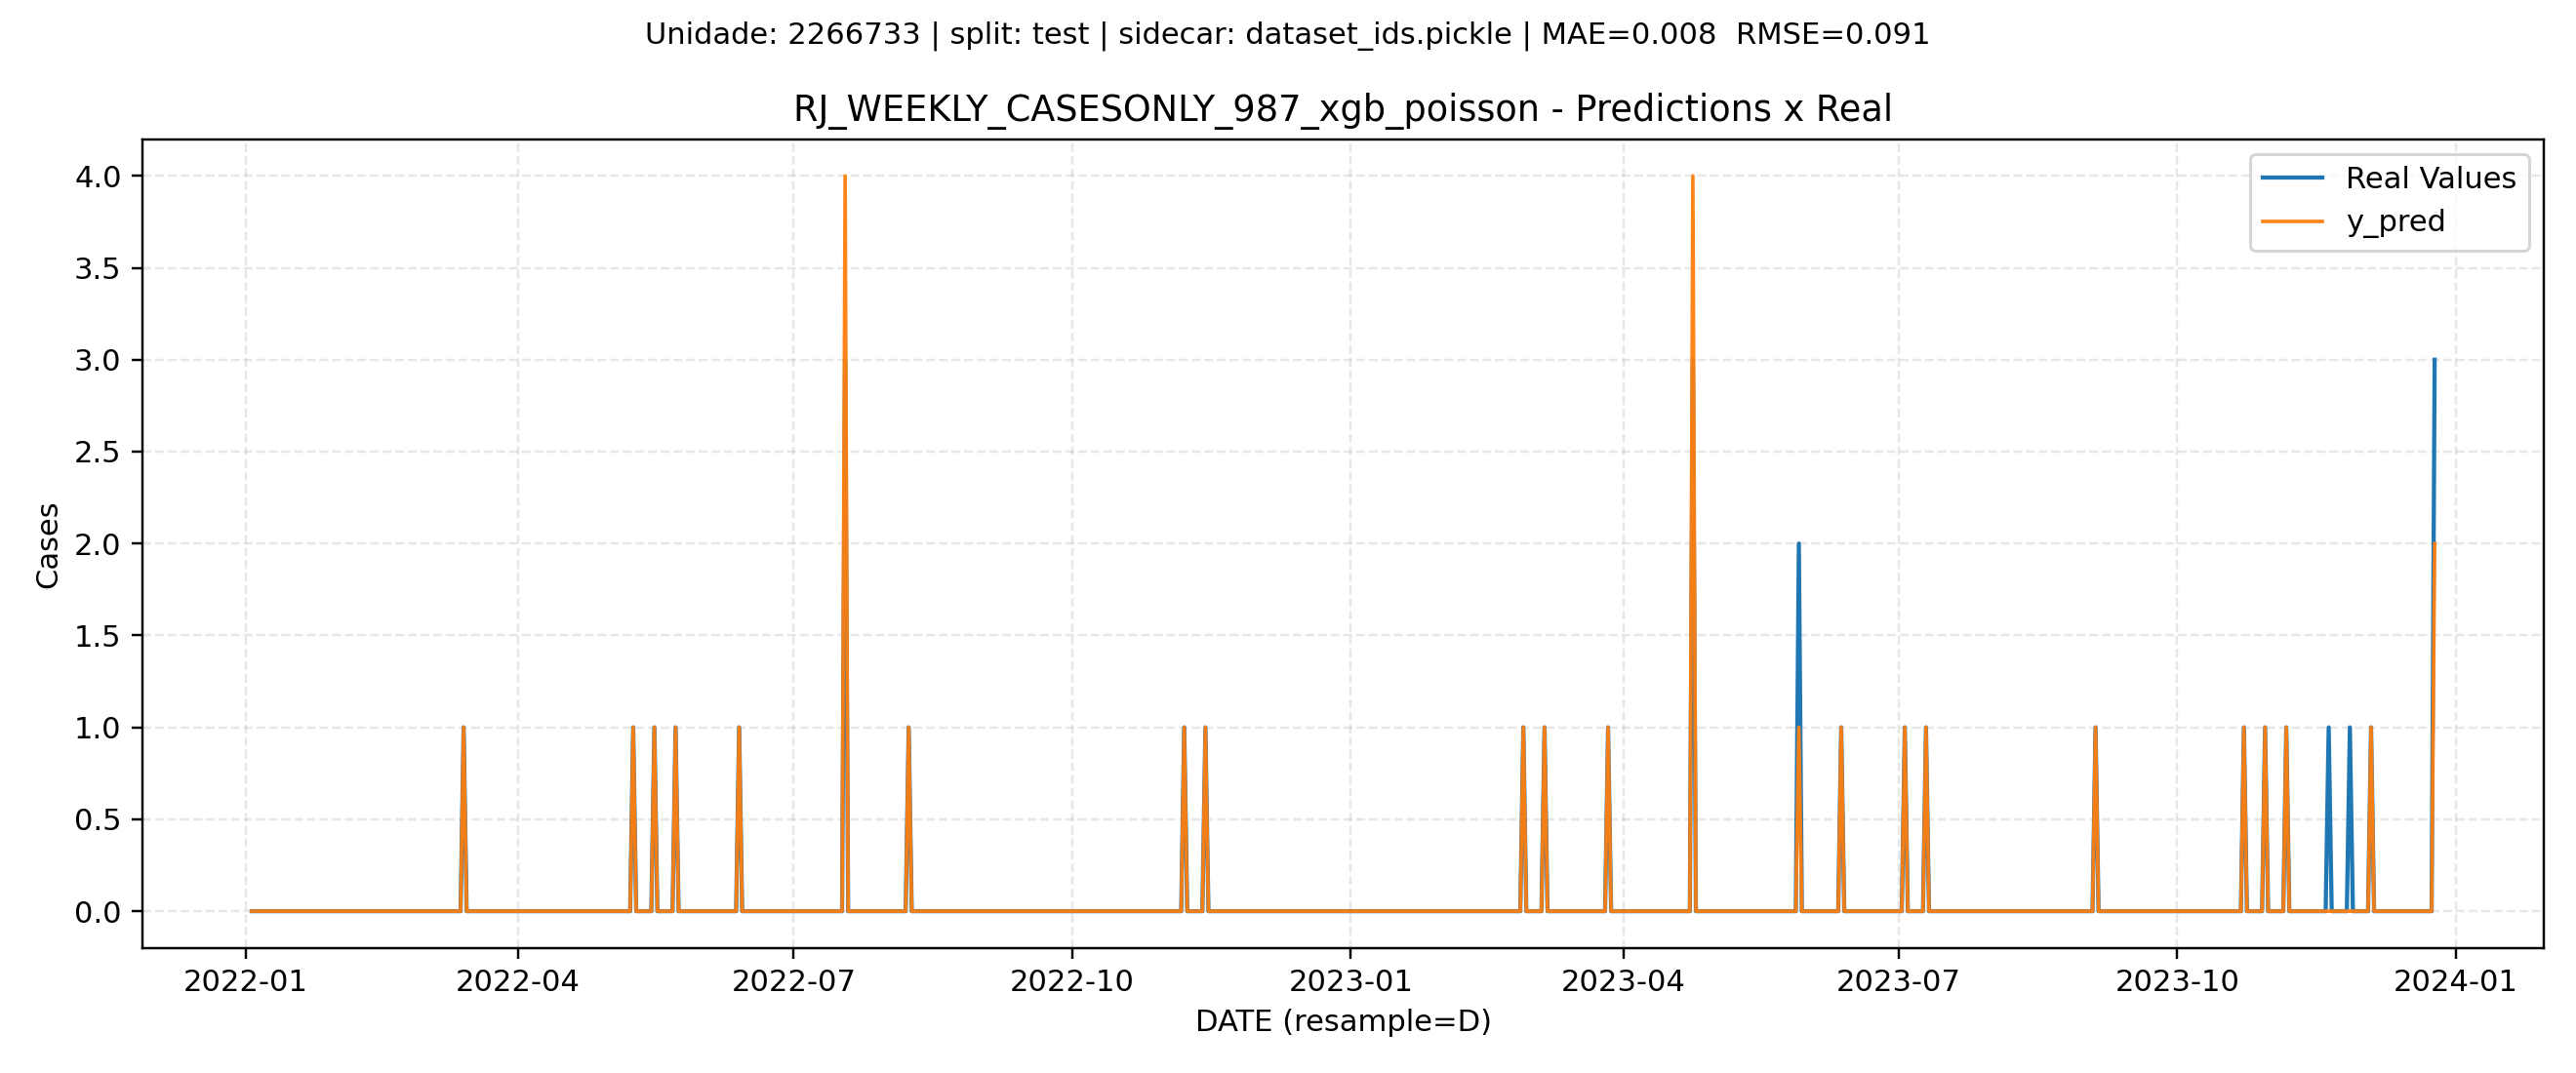 Unidade: 2266733 | split: test | sidecar: dataset_ids.pickle | MAE=0.008  RMSE=0.091
RJ_WEEKLY_CASESONLY_987_xgb_poisson - Predictions x Real
Real Values
y_pred
4.0
3.5
3.0
2.5
2.0
1.5
1.0
0.5
0.0
Cases
2022-01 2022-04 2022-07 2022-10 2023-01 2023-04 2023-07 2023-10 2024-01
DATE (resample=D)